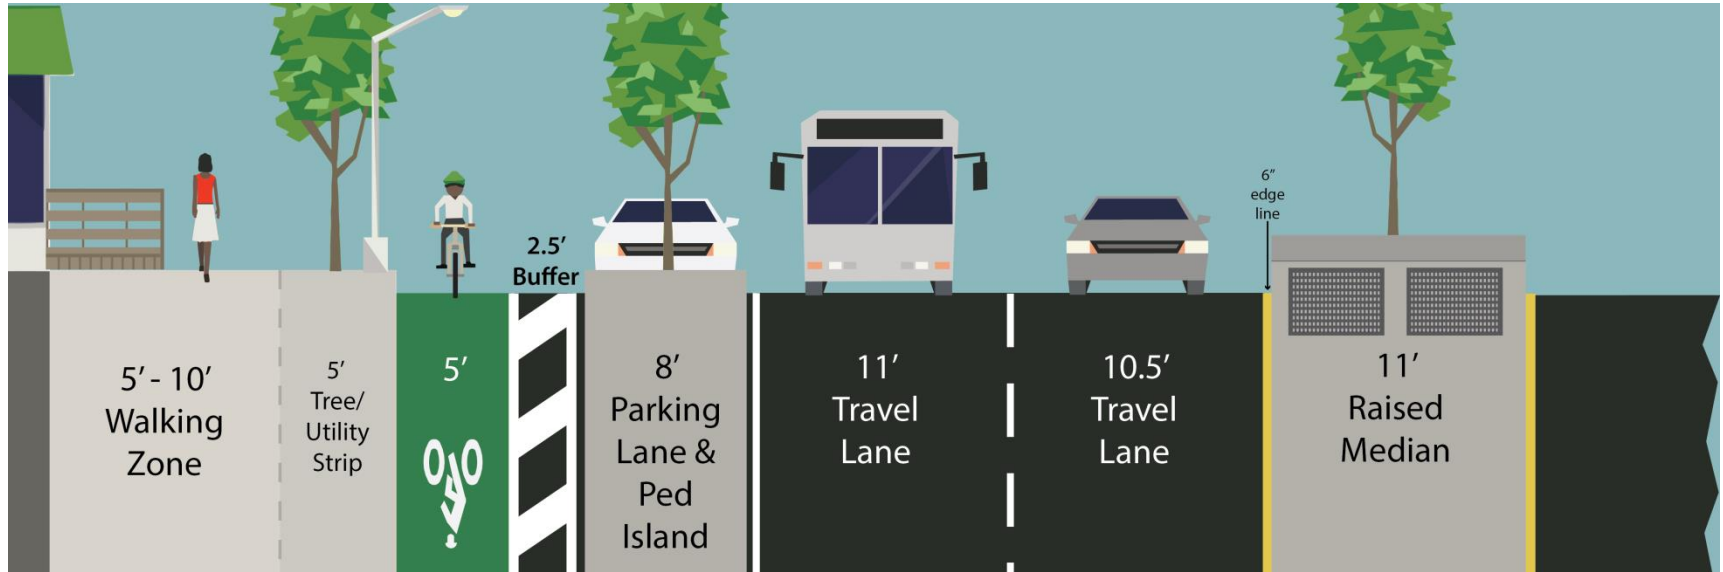 5’ - 10’
Walking
Zone
5’
Tree/
Utility
Strip
5’
2.5’
Buffer
8’
Parking
Lane &
Ped
Island
11’
Travel
Lane
10.5’
Travel
Lane
6”
edge
line
11’
Raised
Median